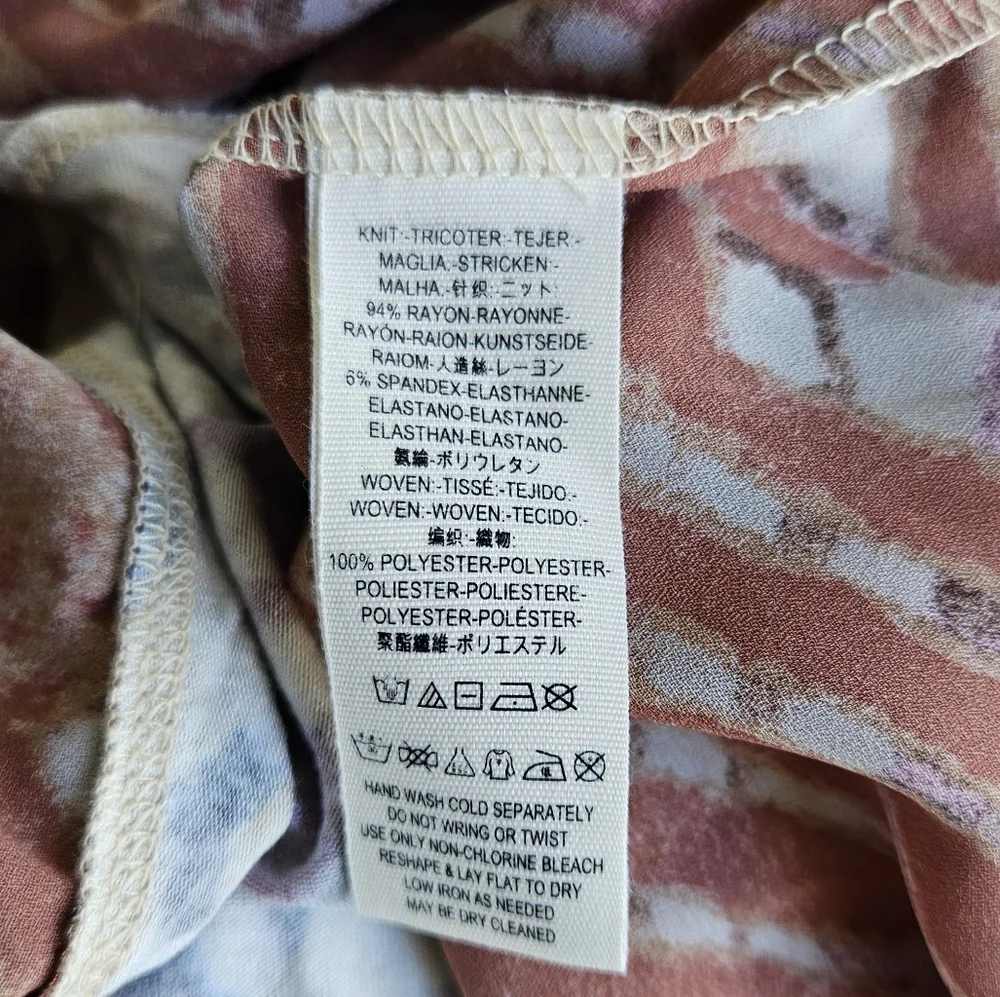 KNIT:-TRICOTER:-TEJER:-
MAGLIA:-STRICKEN:-
MALHA:-针织:-ニット:
94% RAYON-RAYONNE-
RAYÓN-RAION-KUNSTSEIDE-
RAIOM-人造絲-レーヨン
6% SPANDEX-ELASTHANNE-
ELASTANO-ELASTANO-
ELASTHAN-ELASTANO-
氨綸-ポリウレタン
WOVEN:-TISSÉ:-TEJIDO:-
WOVEN:-WOVEN:-TECIDO:-
编织:-織物:
100% POLYESTER-POLYESTER-
POLIESTER-POLIESTERE-
POLYESTER-POLÉSTER-
聚酯纖維-ポリエステル
HAND WASH COLD SEPARATELY
DO NOT WRING OR TWIST
USE ONLY NON-CHLORINE BLEACH
RESHAPE & LAY FLAT TO DRY
LOW IRON AS NEEDED
MAY BE DRY CLEANED